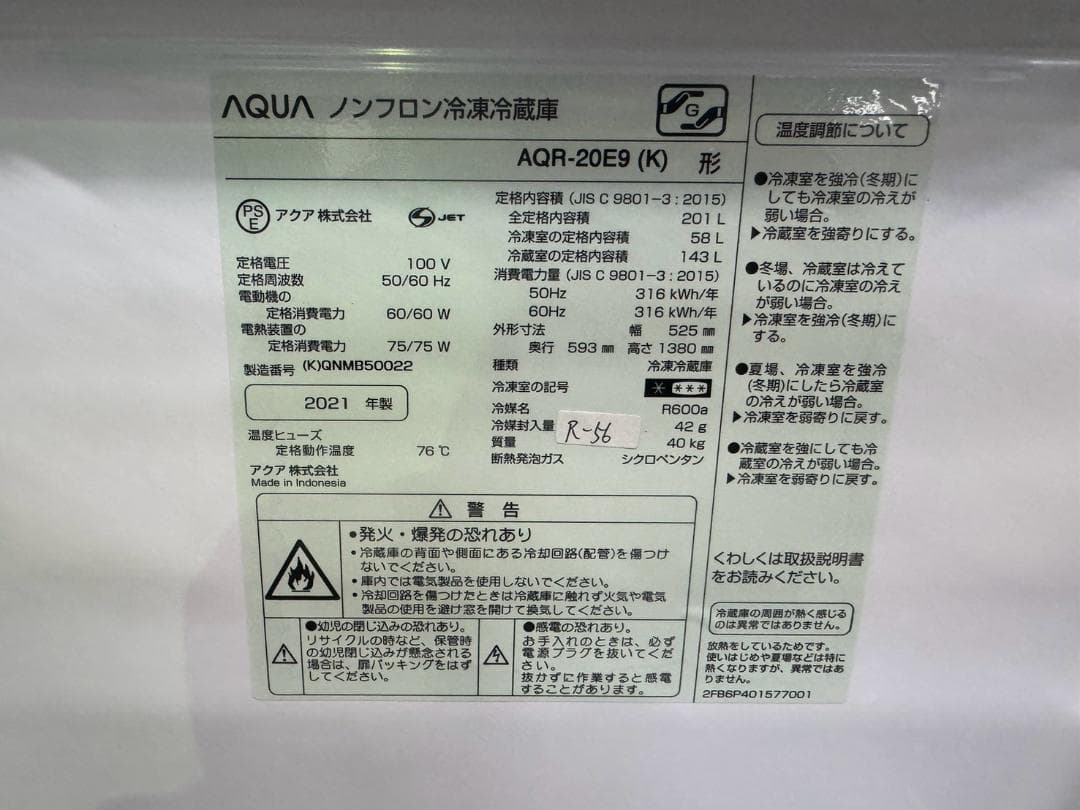 AQUA ノンフロン冷凍冷蔵庫
G
AQR-20E9 (K) 形
PS
E
アクア 株式会社
S JET
定格電圧 100 V
定格周波数 50/60 Hz
電動機の
定格消費電力 60/60 W
電熱装置の
定格消費電力 75/75 W
製造番号 (K)QNMB50022
2021 年製
温度ヒューズ
定格動作温度 76 ℃
アクア 株式会社
Made in Indonesia
定格内容積 (JIS C 9801-3 : 2015)
全定格内容積 201 L
冷凍室の定格内容積 58 L
冷蔵室の定格内容積 143 L
消費電力量 (JIS C 9801-3 : 2015)
50Hz 316 kWh/年
60Hz 316 kWh/年
外形寸法 幅 525 ㎜
奥行 593 ㎜ 高さ 1380 ㎜
種類 冷凍冷蔵庫
冷凍室の記号 * ***
冷媒名 R600a
冷媒封入量 42 g
R-56
質量 40 kg
断熱発泡ガス シクロペンタン
⚠ 警 告
●発火・爆発の恐れあり
・冷蔵庫の背面や側面にある冷却回路(配管)を傷つけ
ないでください。
・庫内では電気製品を使用しないでください。
・冷却回路を傷つけたときは冷蔵庫に触れず火気や電気
製品の使用を避け窓を開けて換気してください。
●幼児の閉じ込みの恐れあり。
リサイクルの時など、保管時
の幼児閉じ込みが懸念される
場合は、扉パッキングをはず
してください。
●感電の恐れあり。
お手入れのときは、必ず
電源プラグを抜いてくだ
さい。
抜かずに作業すると感電
することがあります。
温度調節について
●冷凍室を強冷(冬期)に
しても冷凍室の冷えが
弱い場合。
▶冷蔵室を強寄りにする。
●冬場、冷蔵室は冷えて
いるのに冷凍室の冷え
が弱い場合。
▶冷凍室を強冷(冬期)に
する。
●夏場、冷凍室を強冷
(冬期)にしたら冷蔵室
の冷えが弱い場合。
▶冷凍室を弱寄りに戻す。
●冷蔵室を強にしても冷
蔵室の冷えが弱い場合。
▶冷凍室を弱寄りに戻す。
くわしくは取扱説明書
をお読みください。
冷蔵庫の周囲が熱く感じる
のは異常ではありません。
放熱をしているためです。
使いはじめや夏場などは特に
熱くなりますが、異常ではあ
りません。
2FB6P401577001